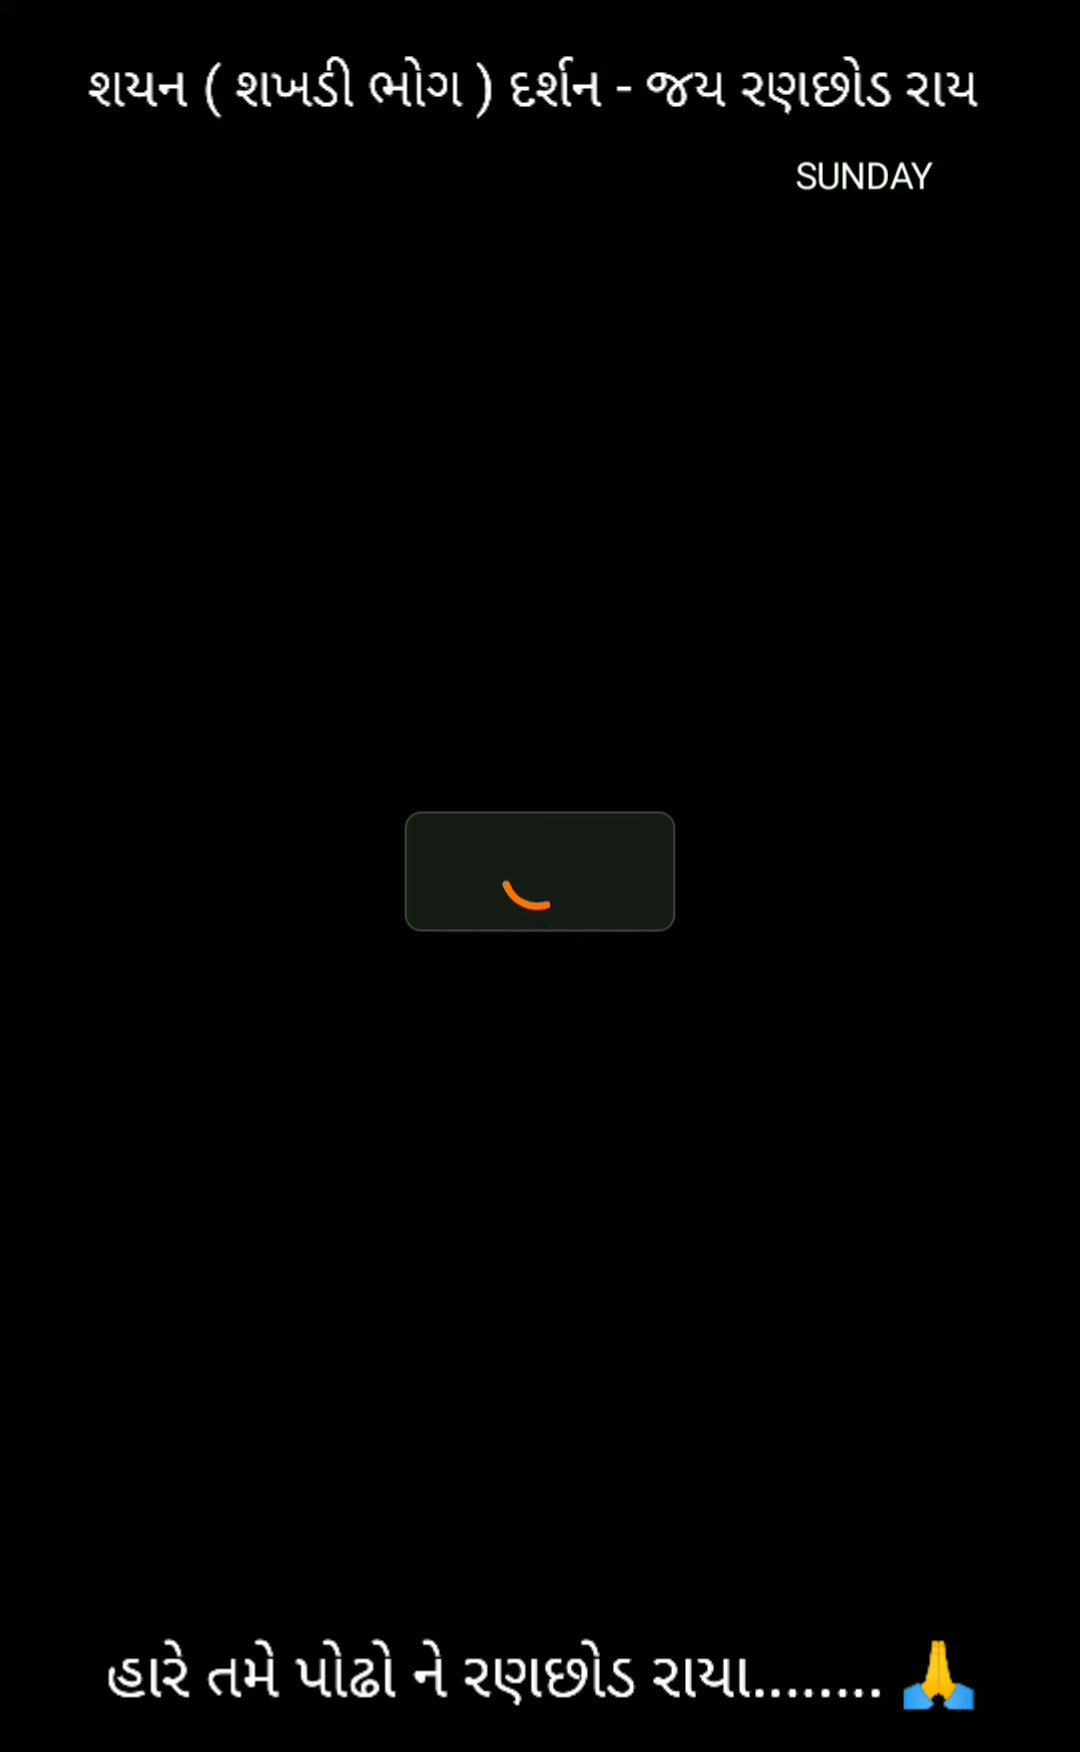 શયન ( શખડી ભોગ ) દર્શન - જય રણછોડ રાય
SUNDAY
હારે તમે પોઢો ને રણછોડ રાયા........ 🙏